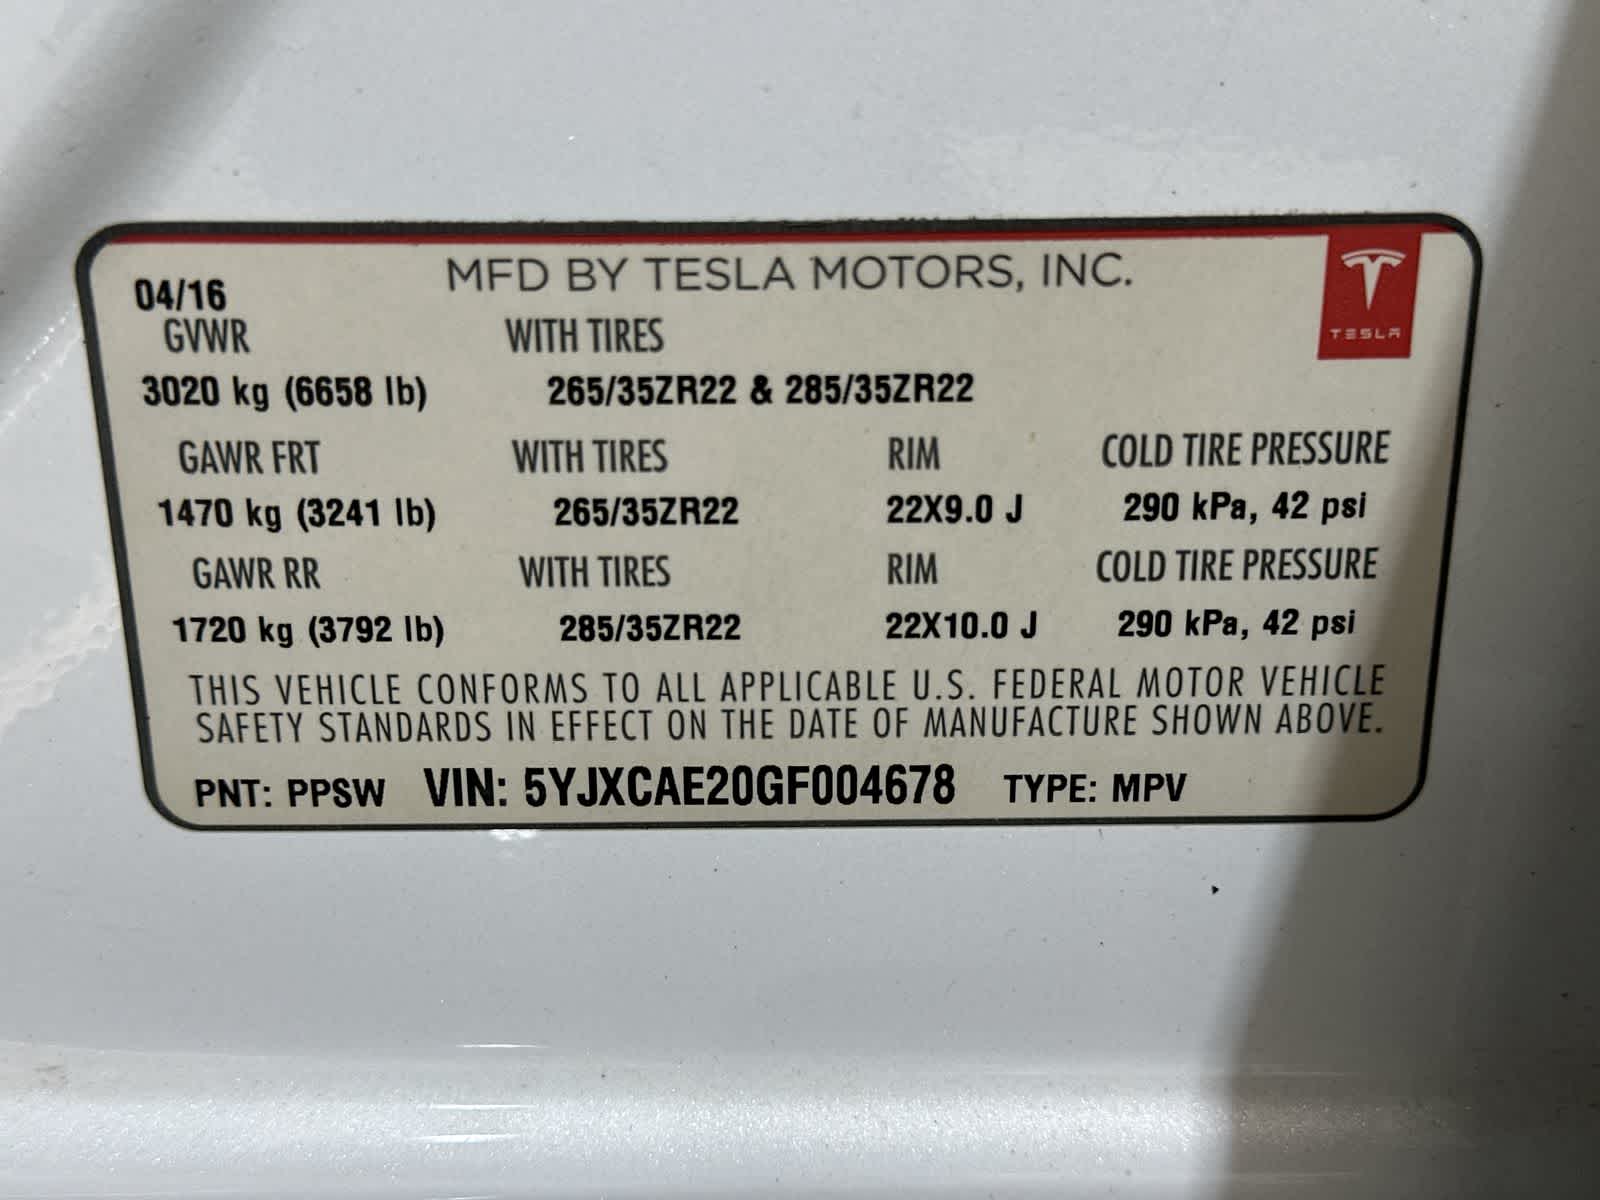 MFD BY TESLA MOTORS, INC.
04/16
TESLA
GVWR WITH TIRES
3020 kg (6658 lb) 265/35ZR22 & 285/35ZR22
GAWR FRT WITH TIRES RIM COLD TIRE PRESSURE
1470 kg (3241 lb) 265/35ZR22 22X9.0 J 290 kPa, 42 psi
GAWR RR WITH TIRES RIM COLD TIRE PRESSURE
1720 kg (3792 lb) 285/35ZR22 22X10.0 J 290 kPa, 42 psi
THIS VEHICLE CONFORMS TO ALL APPLICABLE U.S. FEDERAL MOTOR VEHICLE
SAFETY STANDARDS IN EFFECT ON THE DATE OF MANUFACTURE SHOWN ABOVE.
PNT: PPSW VIN: 5YJXCAE20GF004678 TYPE: MPV